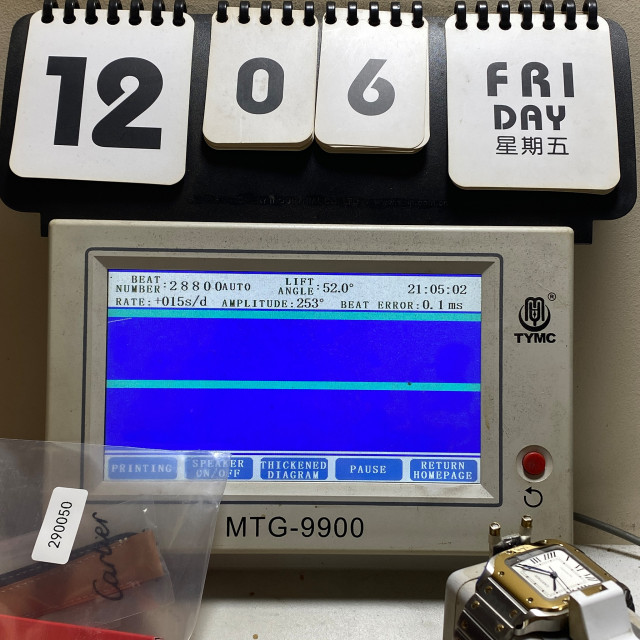 12 0 6 FRI
DAY
星期五
BEAT
NUMBER:28800AUTO
LIFT
ANGLE:52.0°
21:05:02
RATE:+015s/d AMPLITUDE:253° BEAT ERROR:0.1ms
TYMC
®
PRINTING
SPEAKER
ON/OFF
THICKENED
DIAGRAM
PAUSE
RETURN
HOMEPAGE
MTG-9900
290050
Cartier